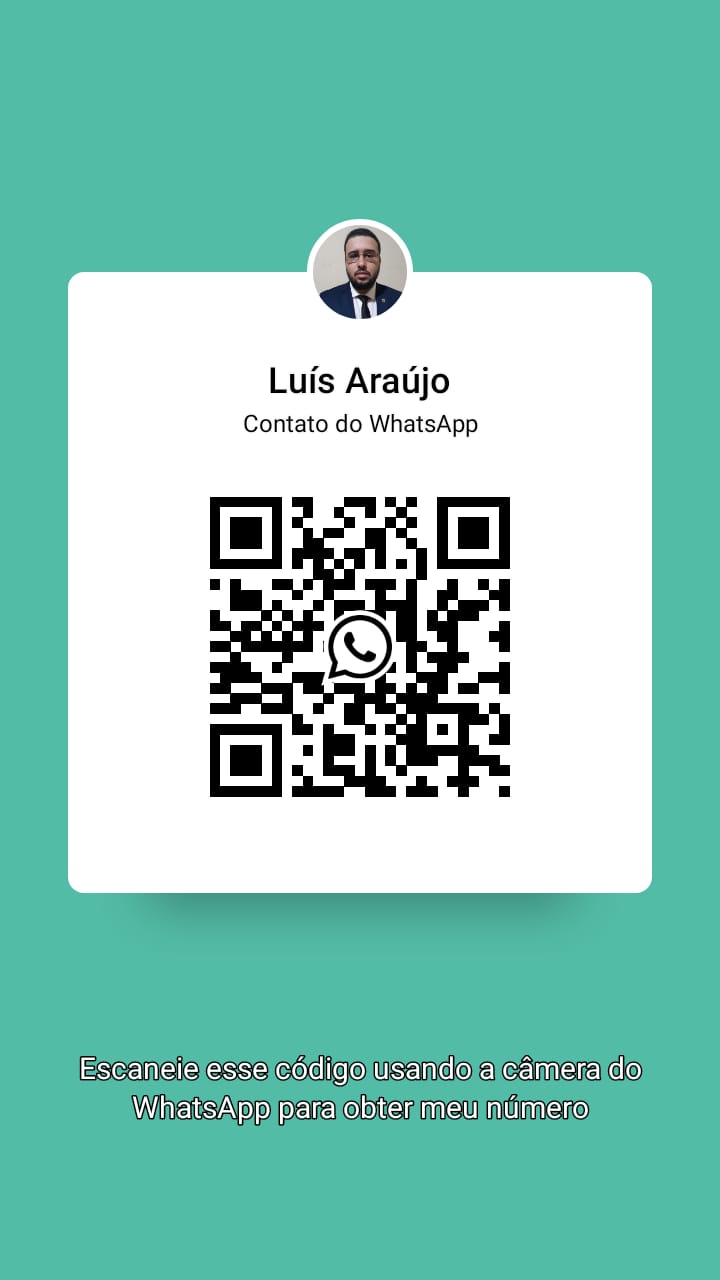 Luís Araújo
Contato do WhatsApp
Escaneie esse código usando a câmera do
WhatsApp para obter meu número